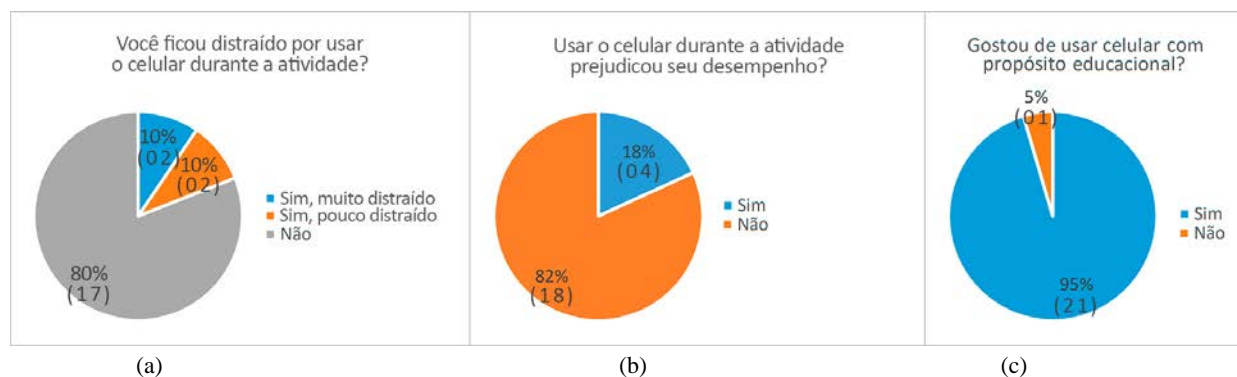 Você ficou distraído por usar
o celular durante a atividade?
10%
(02)
10%
(02)
80%
(17)
Sim, muito distraído
Sim, pouco distraído
Não
Usar o celular durante a atividade
prejudicou seu desempenho?
18%
(04)
82%
(18)
Sim
Não
Gostou de usar celular com
propósito educacional?
5%
(01)
95%
(21)
Sim
Não
(a) (b) (c)